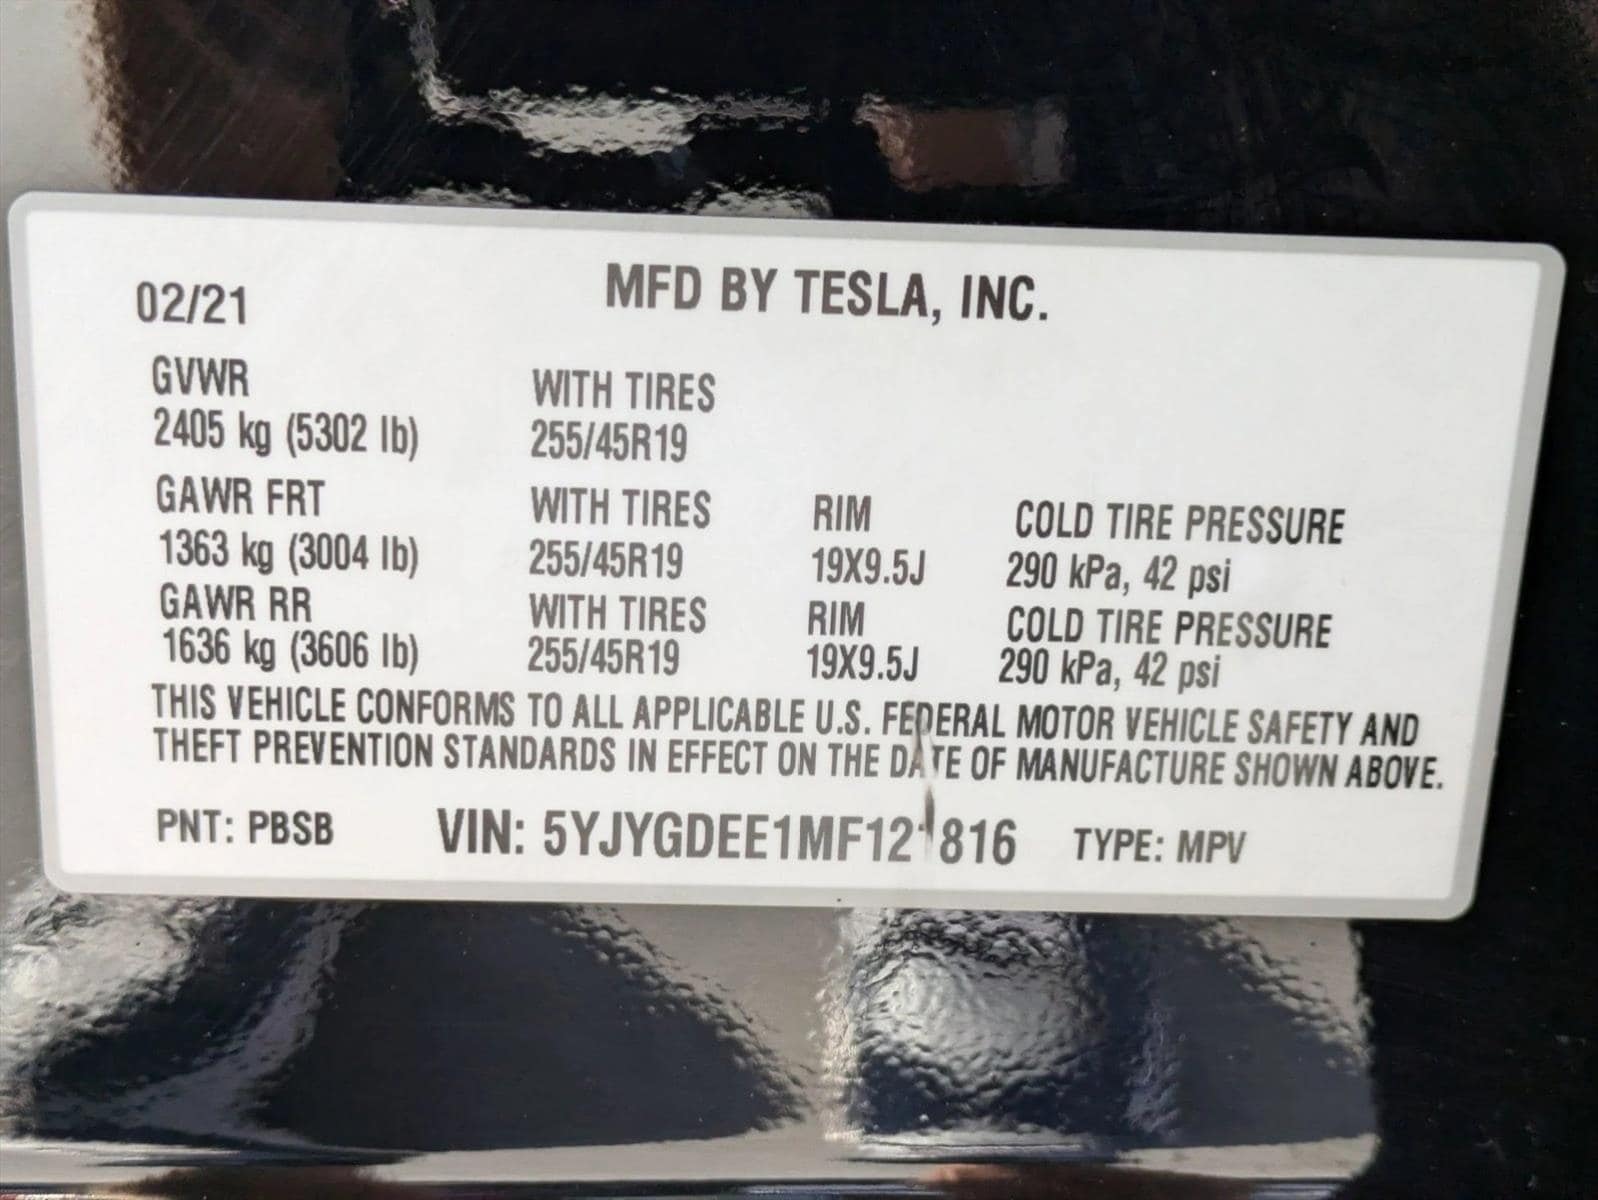 02/21
MFD BY TESLA, INC.
GVWR WITH TIRES
2405 kg (5302 lb) 255/45R19
GAWR FRT WITH TIRES RIM COLD TIRE PRESSURE
1363 kg (3004 lb) 255/45R19 19X9.5J 290 kPa, 42 psi
GAWR RR WITH TIRES RIM COLD TIRE PRESSURE
1636 kg (3606 lb) 255/45R19 19X9.5J 290 kPa, 42 psi
THIS VEHICLE CONFORMS TO ALL APPLICABLE U.S. FEDERAL MOTOR VEHICLE SAFETY AND
THEFT PREVENTION STANDARDS IN EFFECT ON THE DATE OF MANUFACTURE SHOWN ABOVE.
PNT: PBSB VIN: 5YJYGDEE1MF121816 TYPE: MPV